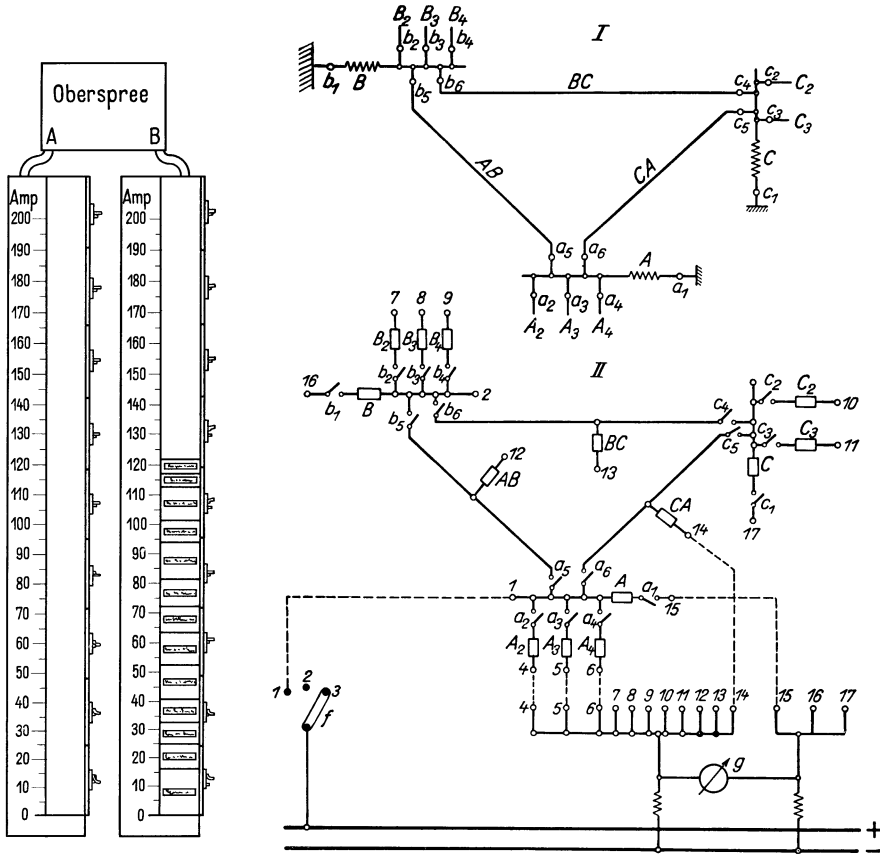 Oberspree
A B
Amp
200
190
180
170
160
150
140
130
120
110
100
90
80
70
60
50
40
30
20
10
0
Amp
200
190
180
170
160
150
140
130
120
110
100
90
80
70
60
50
40
30
20
10
0
I
B₂ B₃ B₄
b₂ b₃ b₄
b₁ B
b₅ b₆
BC
c₄ c₂ C₂
c₅ c₃ C₃
C
c₁
AB CA
a₅ a₆
A
a₁
a₂ a₃ a₄
A₂ A₃ A₄
II
7 8 9
B₂ B₃ B₄
b₂ b₃ b₄
16 2
b₁ B
b₅ b₆
c₂ C₂
10
c₄
c₃ C₃
11
c₅
C
c₁
17
BC
13
12
AB
CA
14
a₅ a₆
1 A a₁ 15
a₂ a₃ a₄
A₂ A₃ A₄
4 5 6
1 2 3
f
4 5 6 7 8 9 10 11 12 13 14 15 16 17
g
+
−